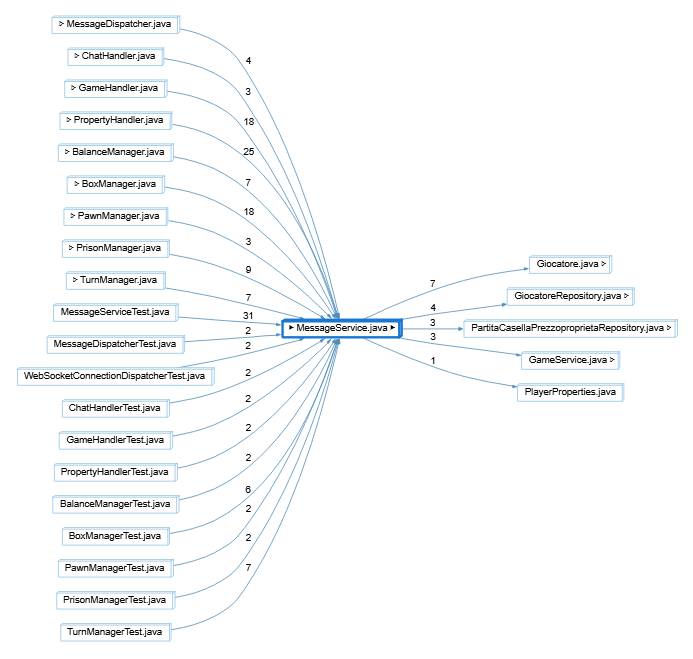 MessageDispatcher.java
ChatHandler.java
GameHandler.java
PropertyHandler.java
BalanceManager.java
BoxManager.java
PawnManager.java
PrisonManager.java
TurnManager.java
MessageServiceTest.java
MessageDispatcherTest.java
WebSocketConnectionDispatcherTest.java
ChatHandlerTest.java
GameHandlerTest.java
PropertyHandlerTest.java
BalanceManagerTest.java
BoxManagerTest.java
PawnManagerTest.java
PrisonManagerTest.java
TurnManagerTest.java
4
3
18
25
7
18
3
9
7
31
2
2
2
2
2
2
6
2
2
7
MessageService.java
7
4
3
3
1
Giocatore.java
GiocatoreRepository.java
PartitaCasellaPrezzoproprietaRepository.java
GameService.java
PlayerProperties.java